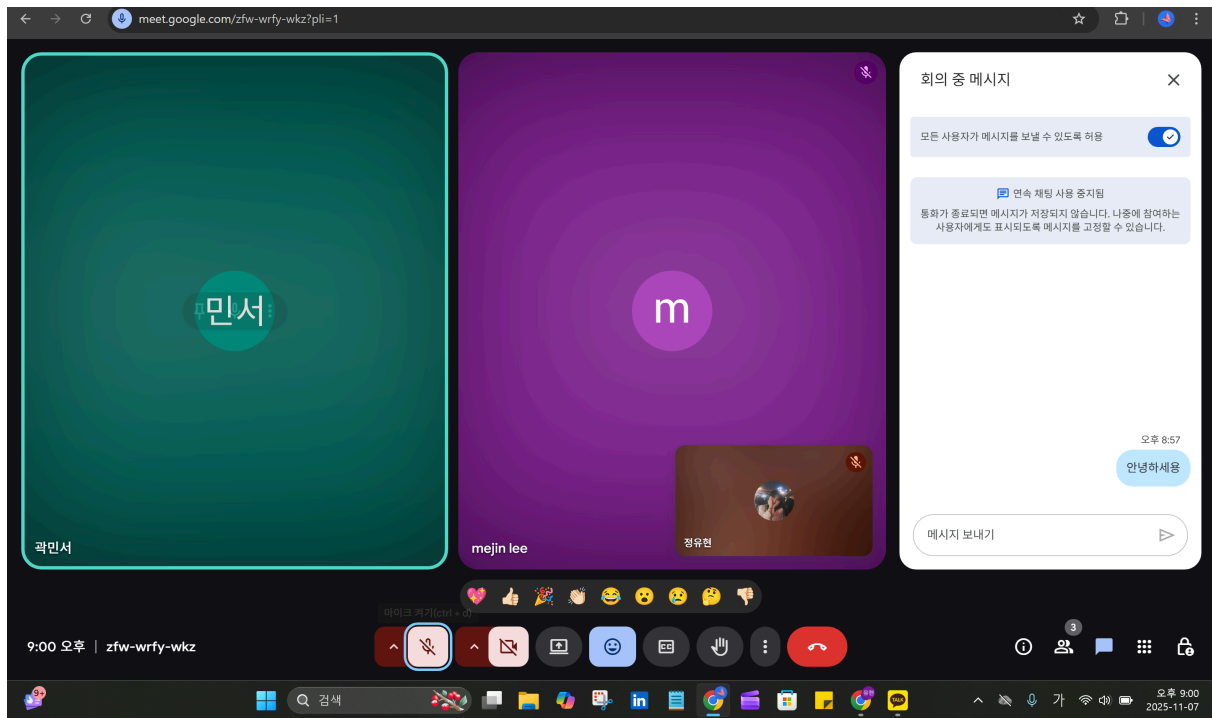 meet.google.com/zfw-wrfy-wkz?pli=1
민서
곽민서
m
mejin lee
정유현
회의 중 메시지
모든 사용자가 메시지를 보낼 수 있도록 허용
연속 채팅 사용 중지됨
통화가 종료되면 메시지가 저장되지 않습니다. 나중에 참여하는
사용자에게도 표시되도록 메시지를 고정할 수 있습니다.
오후 8:57
안녕하세용
메시지 보내기
마이크 켜기(ctrl + d)
9:00 오후 | zfw-wrfy-wkz
CC
3
9+
검색
in
TALK
가
오후 9:00
2025-11-07